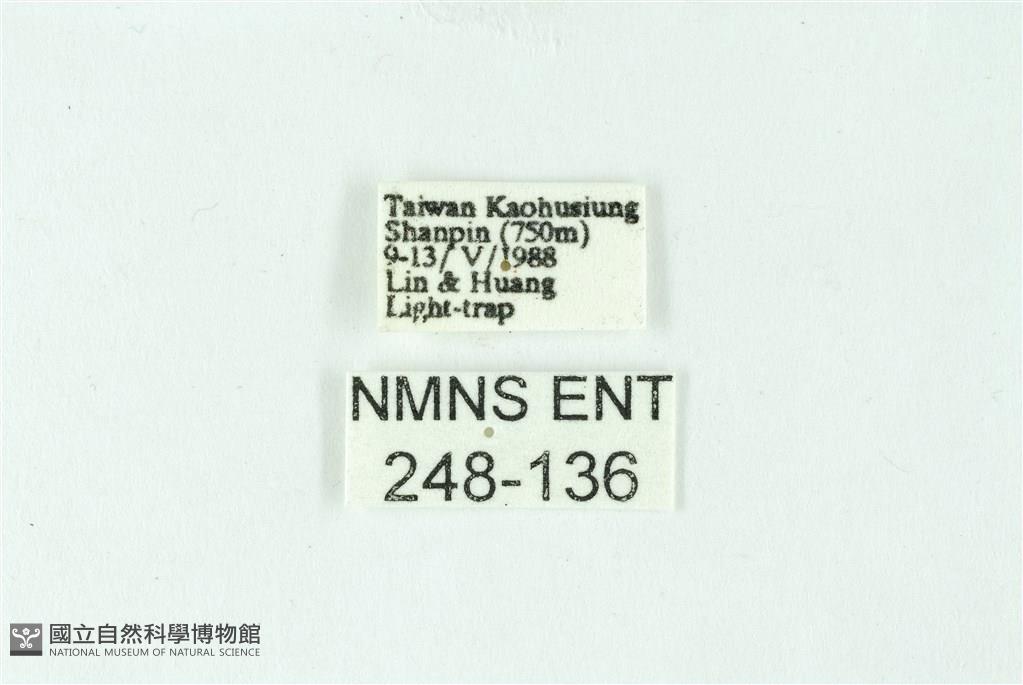 Taiwan Kaohusiung
Shanpin (750m)
9-13/ V/1988
Lin & Huang
Light-trap
NMNS ENT
248-136
國立自然科學博物館
NATIONAL MUSEUM OF NATURAL SCIENCE